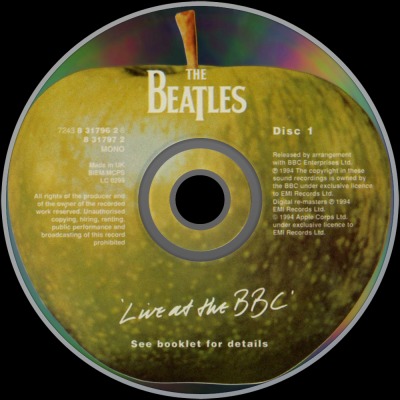 THE
BEATLES
7243 8 31796 2 6
8 31797 2
MONO
Made in UK
BIEM/MCPS
LC 0299
All rights of the producer and
of the owner of the recorded
work reserved. Unauthorised
copying, hiring, renting,
public performance and
broadcasting of this record
prohibited
Disc 1
Released by arrangement
with BBC Enterprises Ltd.
℗ 1994 The copyright in these
sound recordings is owned by
the BBC under exclusive licence
to EMI Records Ltd.
Digital re-masters ℗ 1994
EMI Records Ltd.
© 1994 Apple Corps Ltd.
under exclusive licence to
EMI Records Ltd.
'Live at the BBC'
See booklet for details